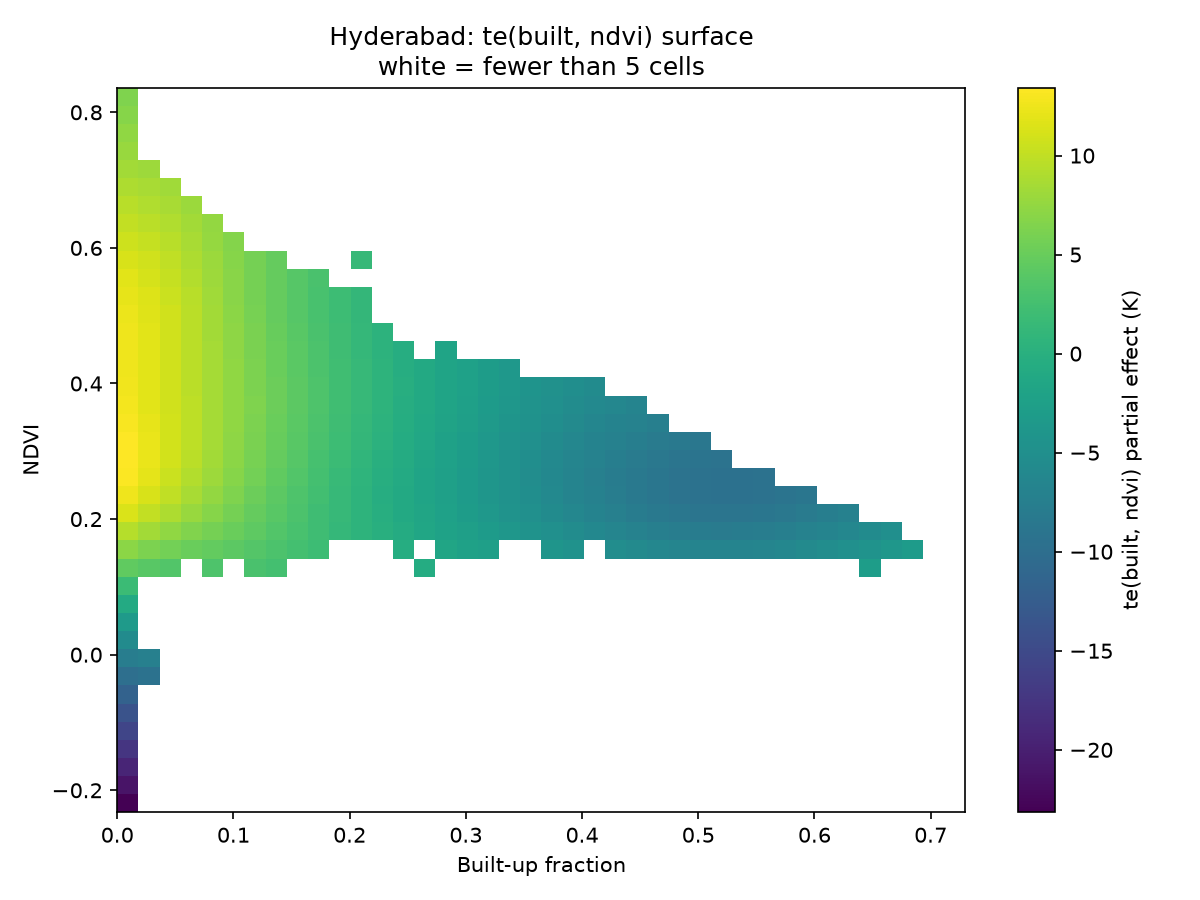 Hyderabad: te(built, ndvi) surface
white = fewer than 5 cells
NDVI
0.8
0.6
0.4
0.2
0.0
−0.2
0.0 0.1 0.2 0.3 0.4 0.5 0.6 0.7
Built-up fraction
10
5
0
−5
−10
−15
−20
te(built, ndvi) partial effect (K)